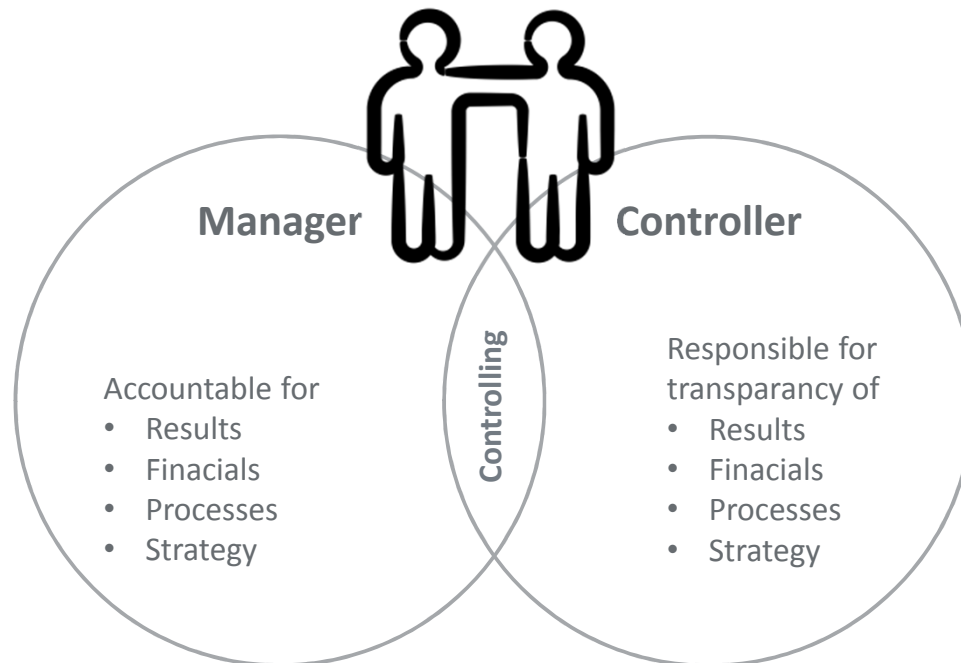 Manager
Accountable for
• Results
• Finacials
• Processes
• Strategy
Controlling
Controller
Responsible for
transparancy of
• Results
• Finacials
• Processes
• Strategy